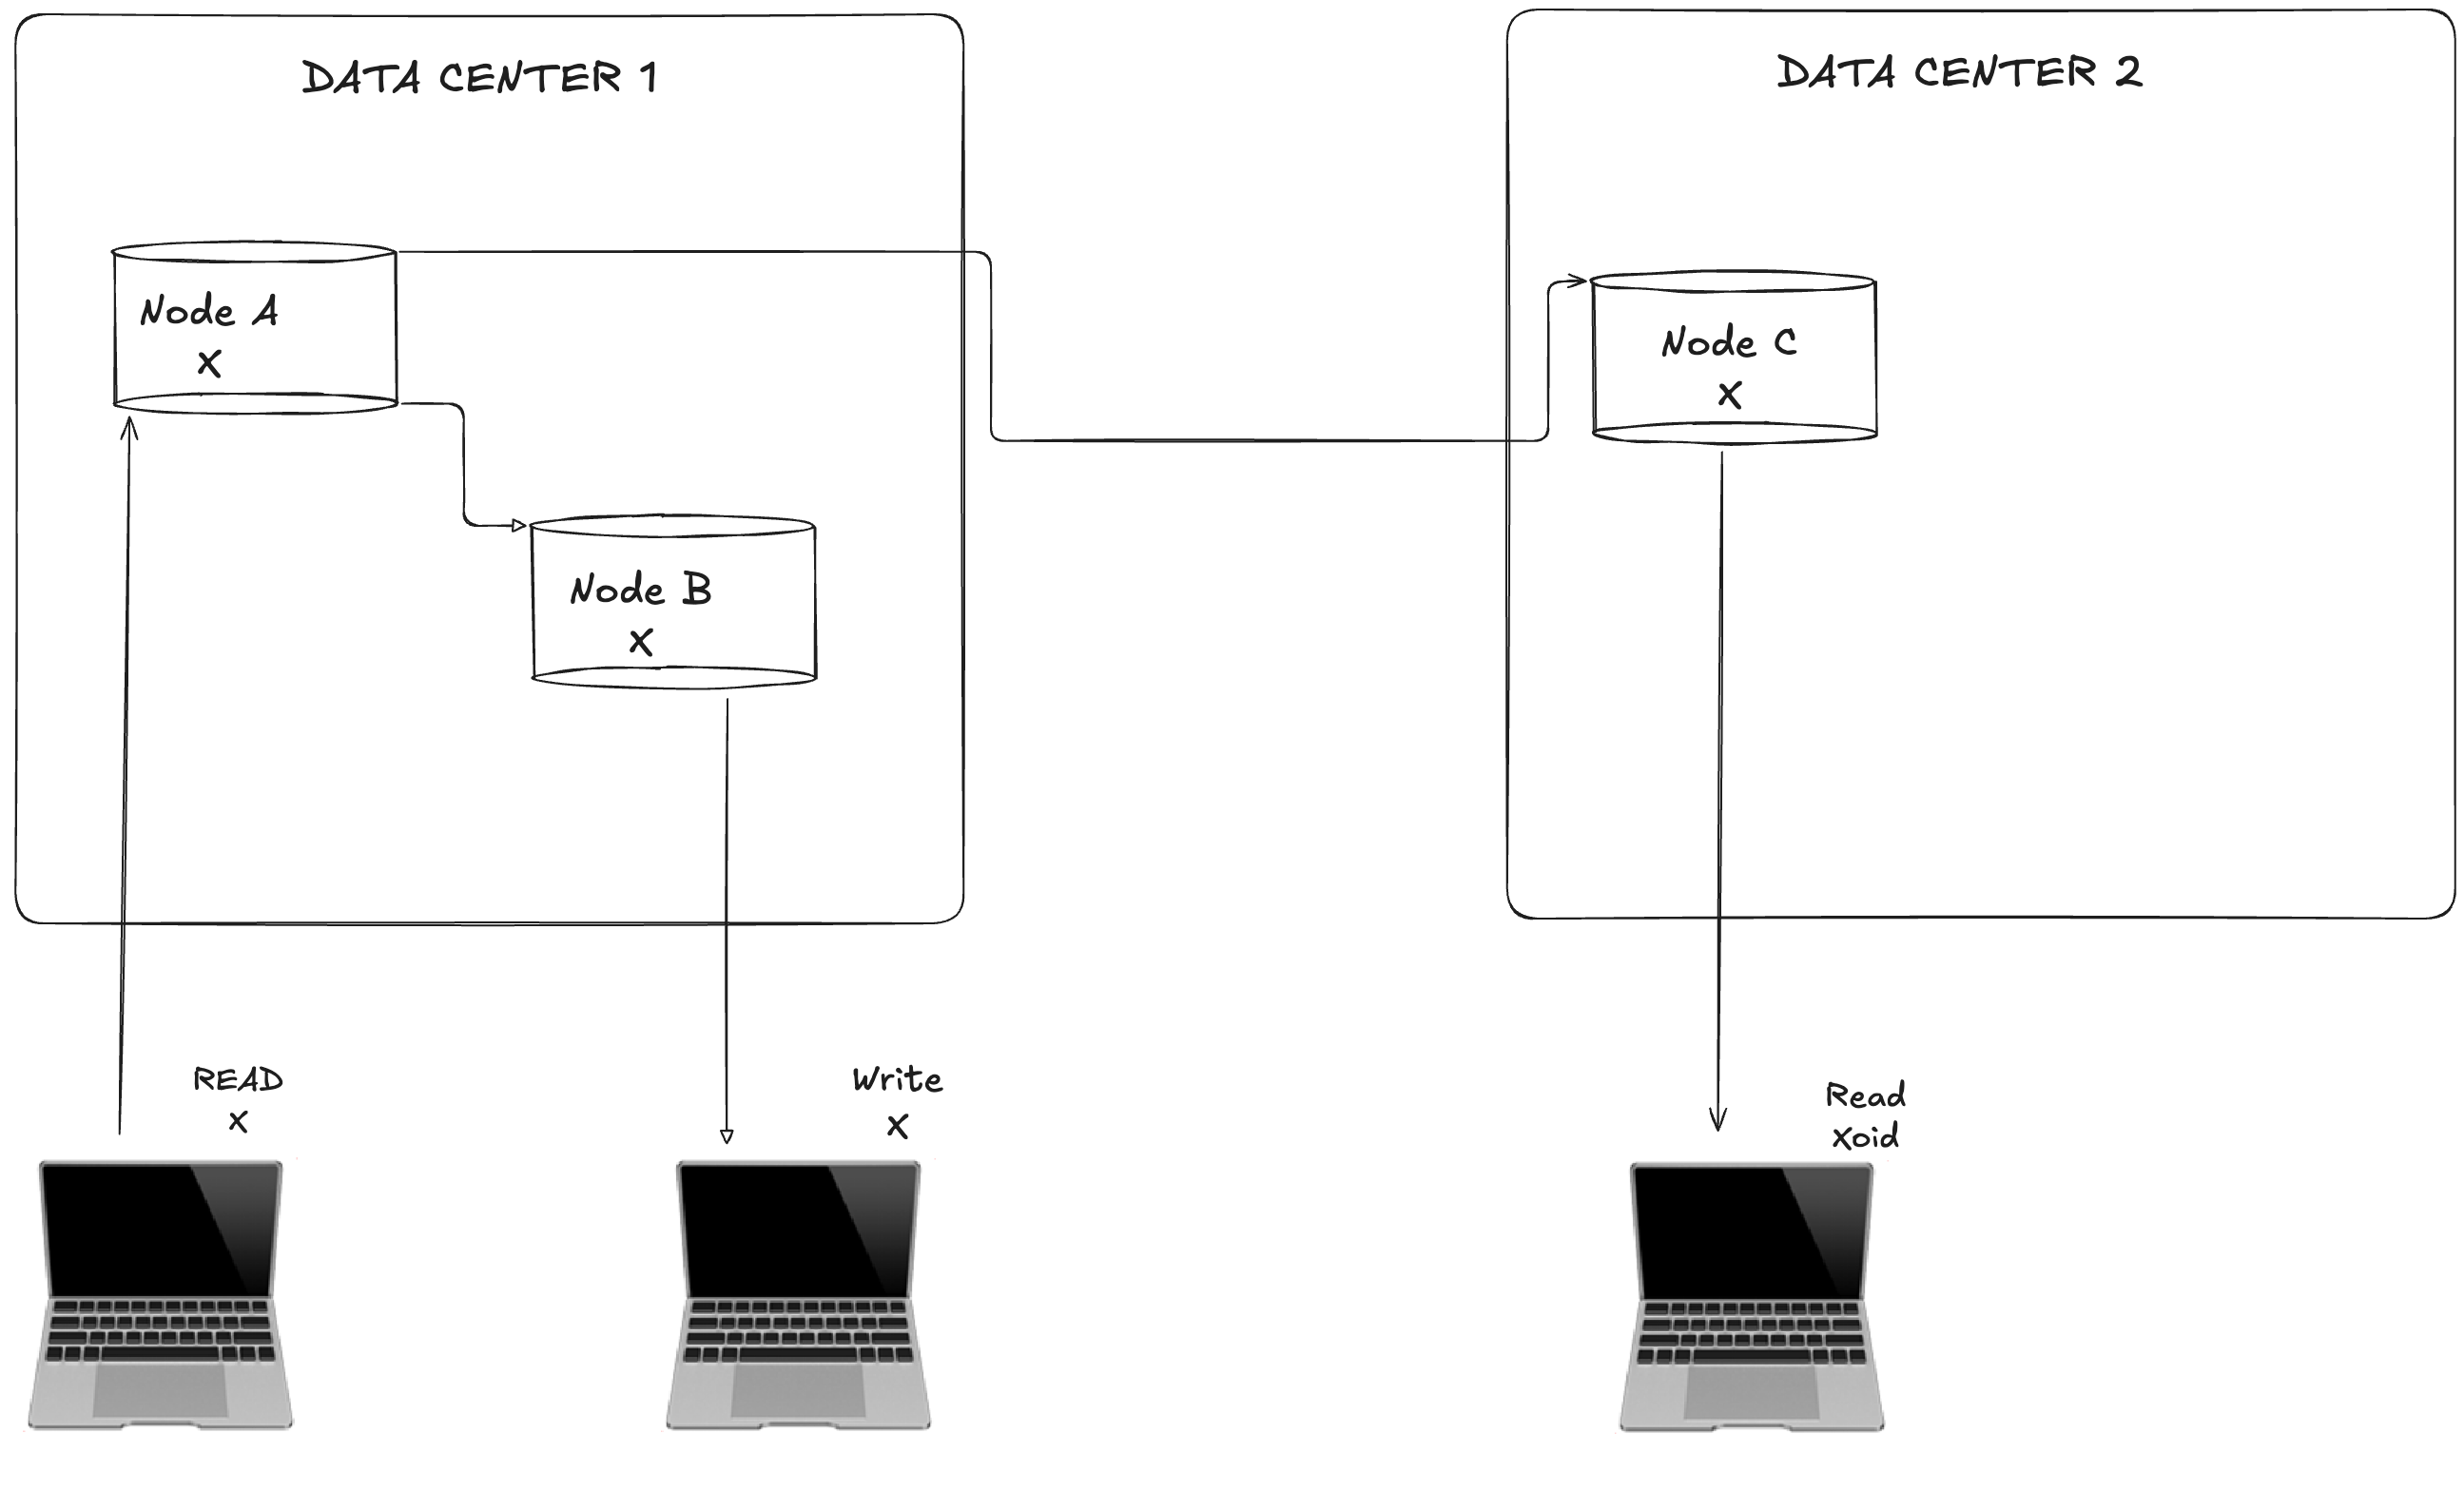 DATA CENTER 1
DATA CENTER 2
Node A
X
Node C
X
Node B
X
READ
X
Write
X
Read
Xoid